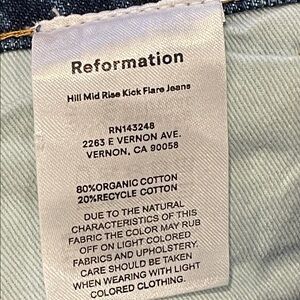 Reformation
Hill Mid Rise Kick Flare Jeans
RN143248
2263 E VERNON AVE.
VERNON, CA 90058
80%ORGANIC COTTON
20%RECYCLE COTTON
DUE TO THE NATURAL
CHARACTERISTICS OF THIS
FABRIC THE COLOR MAY RUB
OFF ON LIGHT COLORED
FABRICS AND UPHOLSTERY.
CARE SHOULD BE TAKEN
WHEN WEARING WITH LIGHT
COLORED CLOTHING.